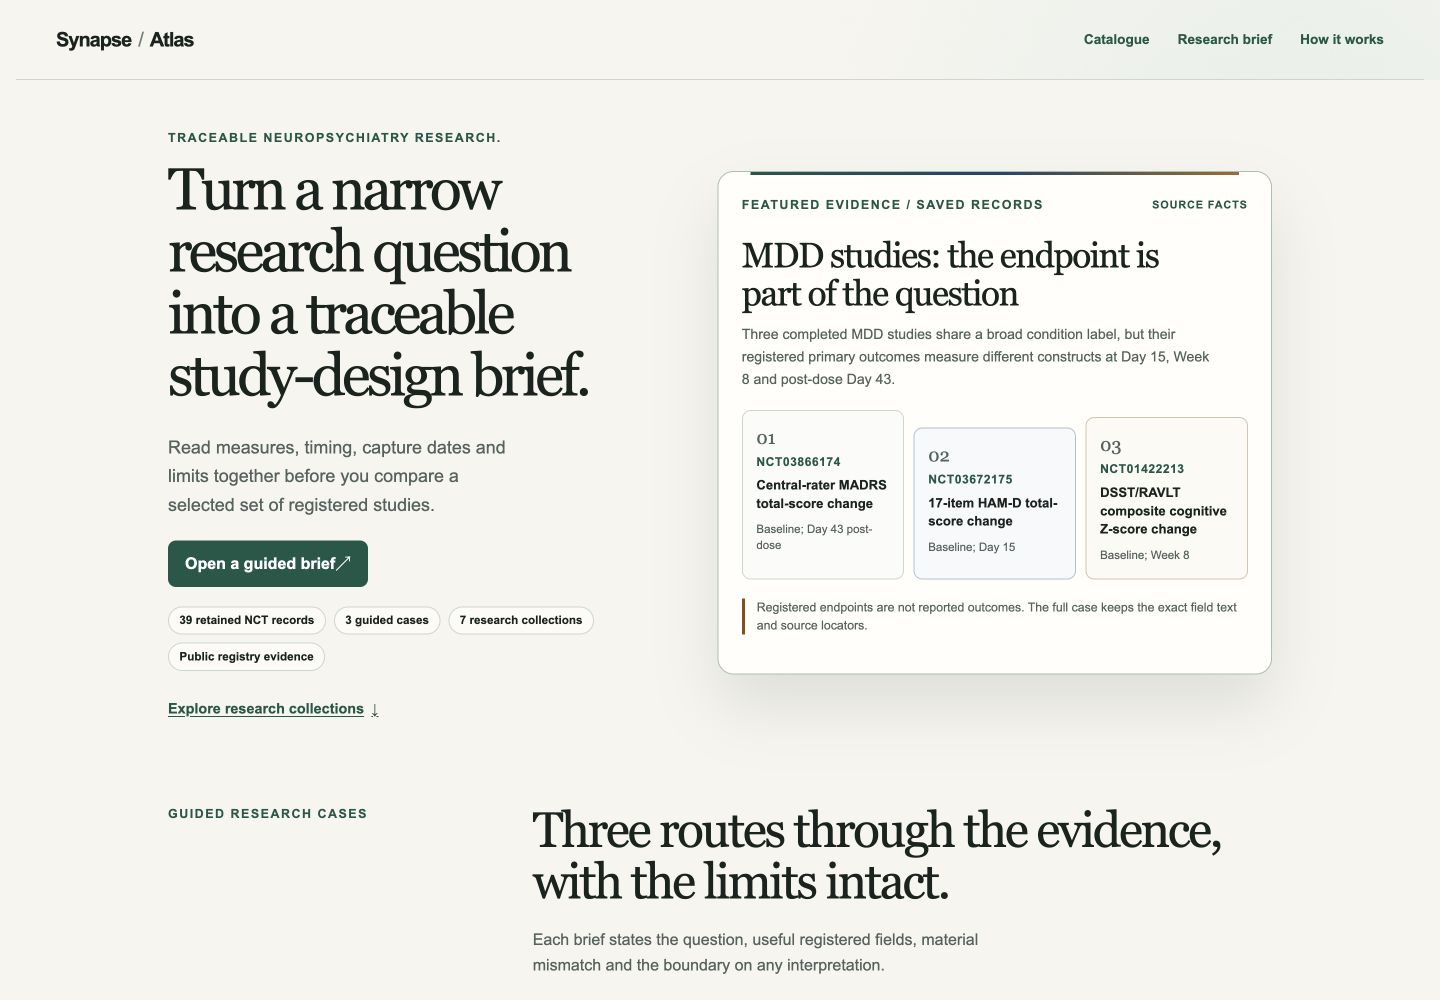 Synapse / Atlas
Catalogue Research brief How it works
TRACEABLE NEUROPSYCHIATRY RESEARCH.
Turn a narrow
research question
into a traceable
study-design brief.
Read measures, timing, capture dates and
limits together before you compare a
selected set of registered studies.
Open a guided brief↗
39 retained NCT records
3 guided cases
7 research collections
Public registry evidence
Explore research collections ↓
FEATURED EVIDENCE / SAVED RECORDS
SOURCE FACTS
MDD studies: the endpoint is
part of the question
Three completed MDD studies share a broad condition label, but their
registered primary outcomes measure different constructs at Day 15, Week
8 and post-dose Day 43.
01
NCT03866174
Central-rater MADRS
total-score change
Baseline; Day 43 post-
dose
02
NCT03672175
17-item HAM-D total-
score change
Baseline; Day 15
03
NCT01422213
DSST/RAVLT
composite cognitive
Z-score change
Baseline; Week 8
Registered endpoints are not reported outcomes. The full case keeps the exact field text
and source locators.
GUIDED RESEARCH CASES
Three routes through the evidence,
with the limits intact.
Each brief states the question, useful registered fields, material
mismatch and the boundary on any interpretation.